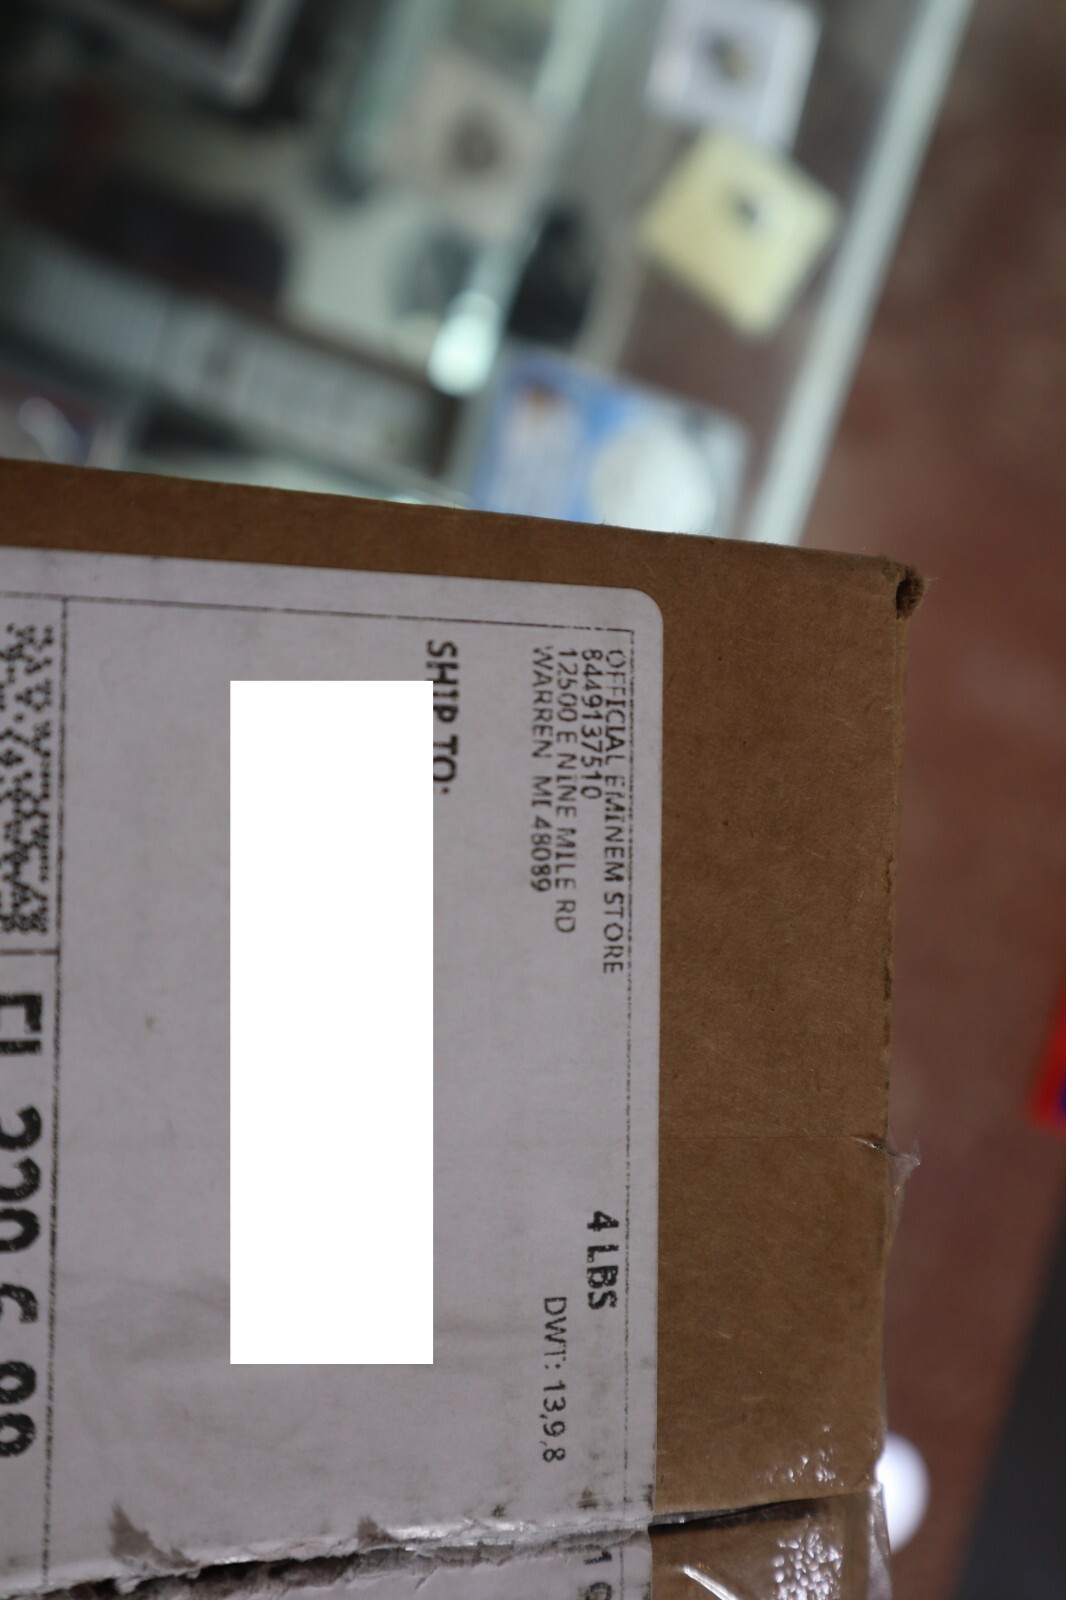 OFFICIAL EMINEM STORE
8449137510
12500 E NINE MILE RD
WARREN MI 48089
4 LBS
DWT: 13,9,8
SHIP TO: